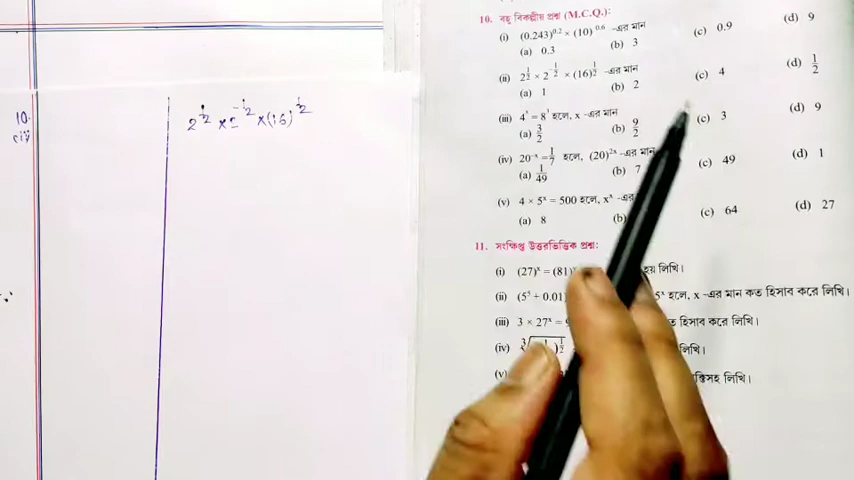 10.
(ii)
2^½ × 2^-½ × (16)^½
10. বহু বিকল্পীয় প্রশ্ন (M.C.Q.):
(i) (0.243)^0.2 × (10)^0.6 -এর মান
(a) 0.3 (b) 3 (c) 0.9 (d) 9
(ii) 2^½ × 2^-½ × (16)^½ -এর মান
(a) 1 (b) 2 (c) 4 (d) 1/2
(iii) 4^x = 8^3 হলে, x -এর মান
(a) 3/2 (b) 9/2 (c) 3 (d) 9
(iv) 20^-x = 1/7 হলে, (20)^2x -এর মান
(a) 1/49 (b) 7 (c) 49 (d) 1
(v) 4 × 5^x = 500 হলে, x^x -এর
(a) 8 (b) (c) 64 (d) 27
11. সংক্ষিপ্ত উত্তরভিত্তিক প্রশ্ন:
(i) (27)^x = (81) হয় লিখি।
(ii) (5^5 + 0.01) 5^x হলে, x -এর মান কত হিসাব করে লিখি।
(iii) 3 × 27^x = হিসাব করে লিখি।
(iv) লিখি।
(v) যুক্তিসহ লিখি।